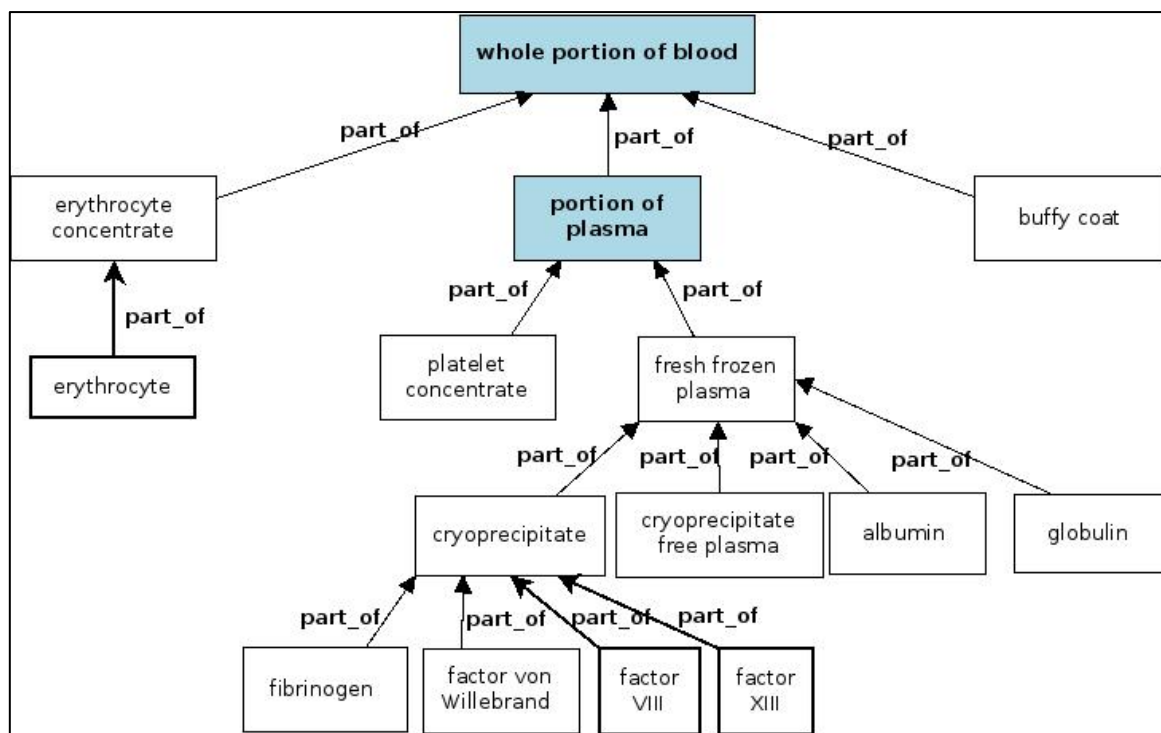 whole portion of blood
part_of
part_of
part_of
erythrocyte
concentrate
portion of
plasma
buffy coat
part_of
part_of
part_of
erythrocyte
platelet
concentrate
fresh frozen
plasma
part_of
part_of
part_of
part_of
cryoprecipitate
cryoprecipitate
free plasma
albumin
globulin
part_of
part_of
part_of
part_of
fibrinogen
factor von
Willebrand
factor
VIII
factor
XIII